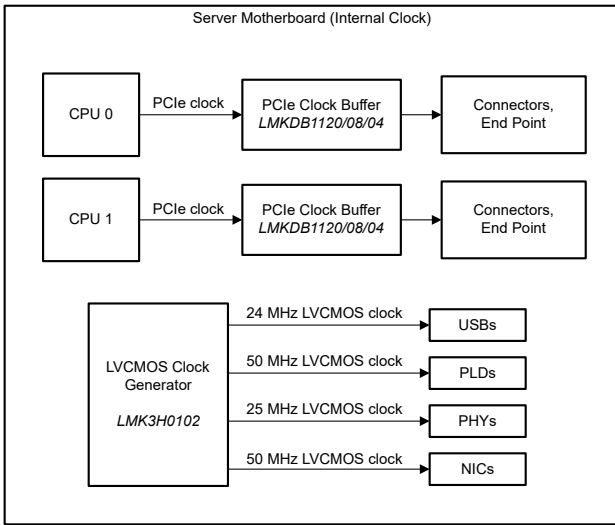 Server Motherboard (Internal Clock)
CPU 0
PCIe clock
PCIe Clock Buffer
LMKDB1120/08/04
Connectors,
End Point
CPU 1
PCIe clock
PCIe Clock Buffer
LMKDB1120/08/04
Connectors,
End Point
LVCMOS Clock
Generator
LMK3H0102
24 MHz LVCMOS clock
USBs
50 MHz LVCMOS clock
PLDs
25 MHz LVCMOS clock
PHYs
50 MHz LVCMOS clock
NICs